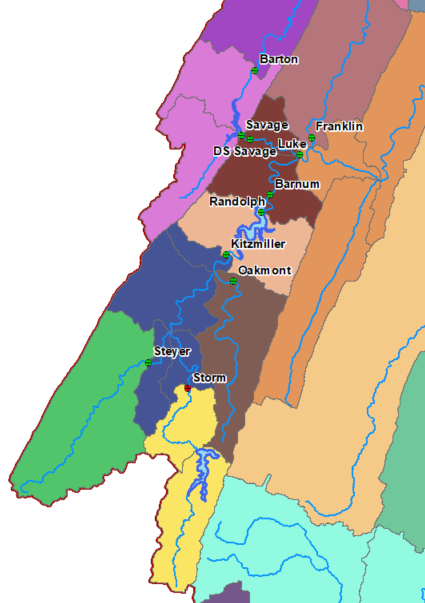 Barton
Savage
Franklin
DS Savage
Luke
Barnum
Randolph
Kitzmiller
Oakmont
Steyer
Storm